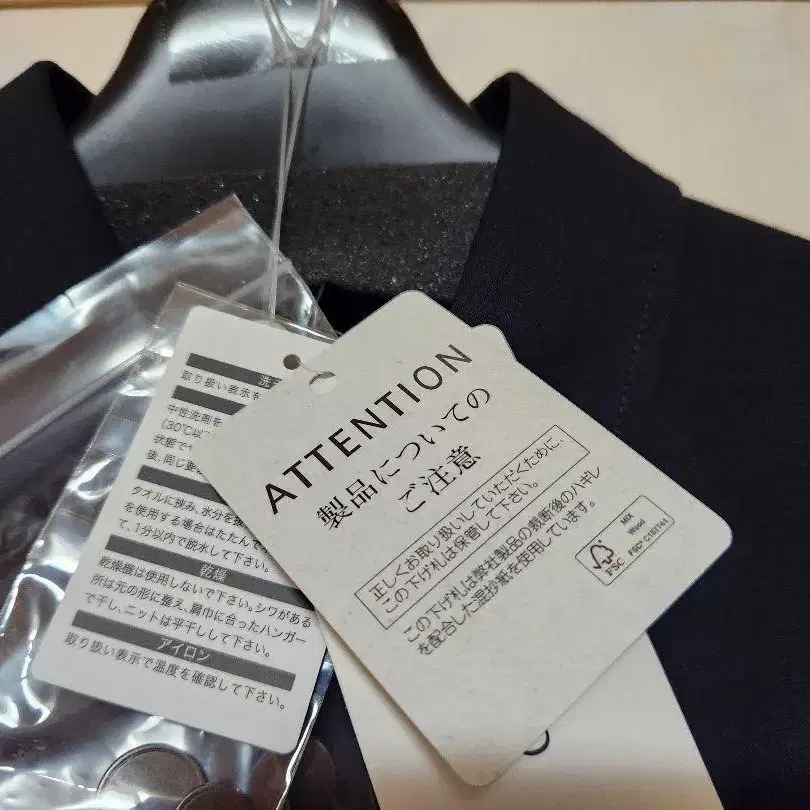 ATTENTION
製品についての
ご注意
正しくお取り扱いしていただくために、
この下げ札は保管して下さい。
この下げ札は弊社製品の裁断後のハギレ
を配合した混抄紙を使用しています。
FSC
MIX
Wood
FSC® C163741
洗
取り扱い表示
中性洗剤を
(30℃以
状態で
後、同じ要
タオルに挟み、水分を
を使用する場合はたたんで
て、1分以内で脱水して下さい。
乾燥
乾燥機は使用しないで下さい。シワがある
所は元の形に整え、肩巾に合ったハンガー
で干し、ニットは平干しして下さい。
アイロン
取り扱い表示で温度を確認して下さい。